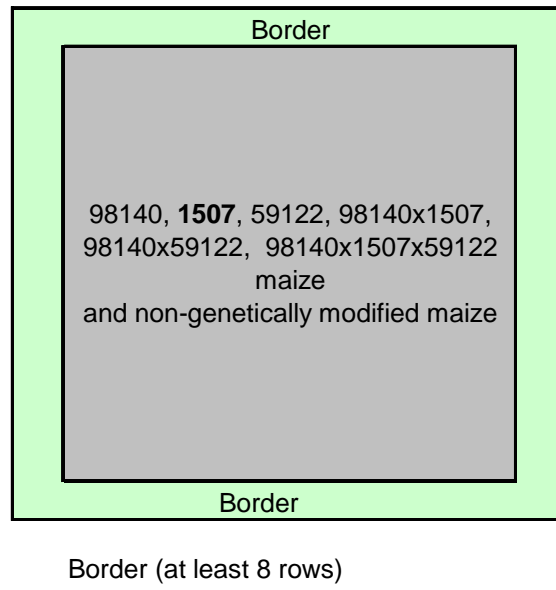 Border
98140, 1507, 59122, 98140x1507,
98140x59122,  98140x1507x59122
maize
and non-genetically modified maize
Border
Border (at least 8 rows)